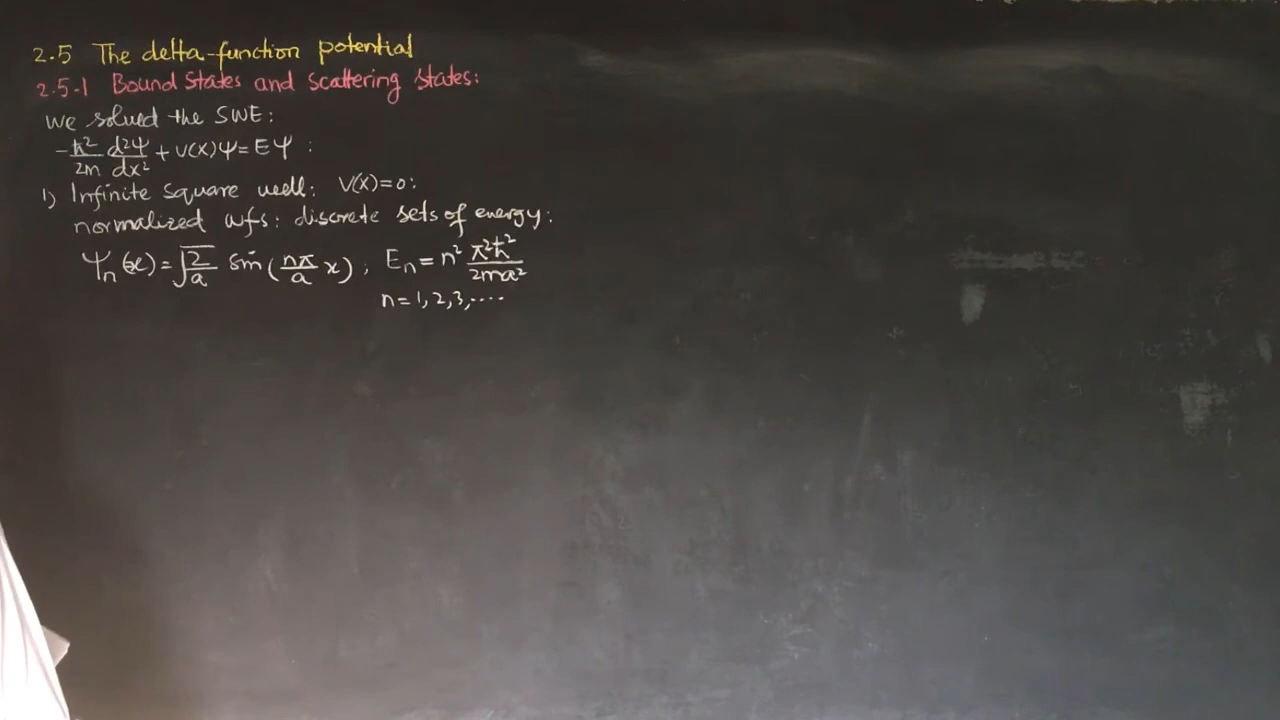 2.5 The delta-function potential
2.5-1 Bound States and Scattering States:
We solved the SWE:
-ħ²/2m d²Ψ/dx² + V(x)Ψ = EΨ :
1) Infinite square well: V(x)=0:
normalized wfs: discrete sets of energy:
Ψn(x) = √(2/a) sin(nπ/a x) ; En = n² π²ħ²/2ma²
n = 1, 2, 3, ....